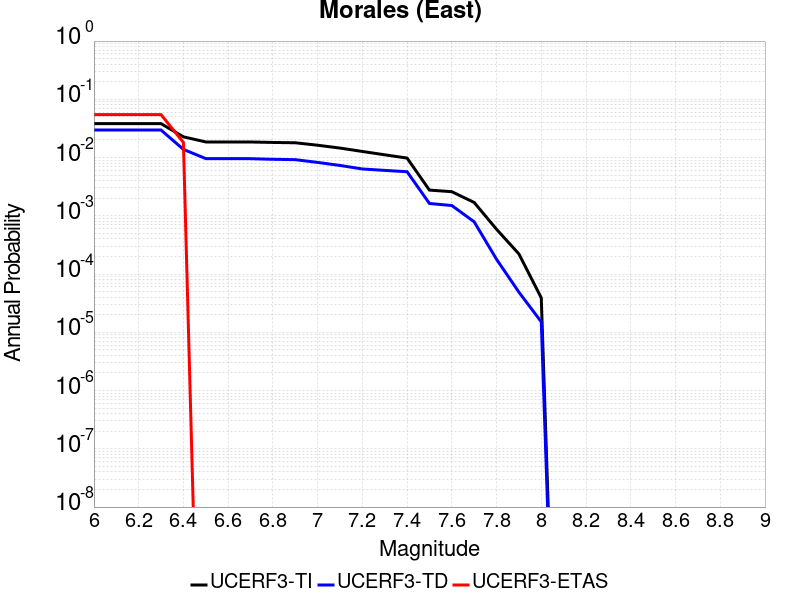 Morales (East)
10^0
10^-1
10^-2
10^-3
10^-4
10^-5
10^-6
10^-7
10^-8
Annual Probability
6 6.2 6.4 6.6 6.8 7 7.2 7.4 7.6 7.8 8 8.2 8.4 8.6 8.8 9
Magnitude
UCERF3-TI UCERF3-TD UCERF3-ETAS